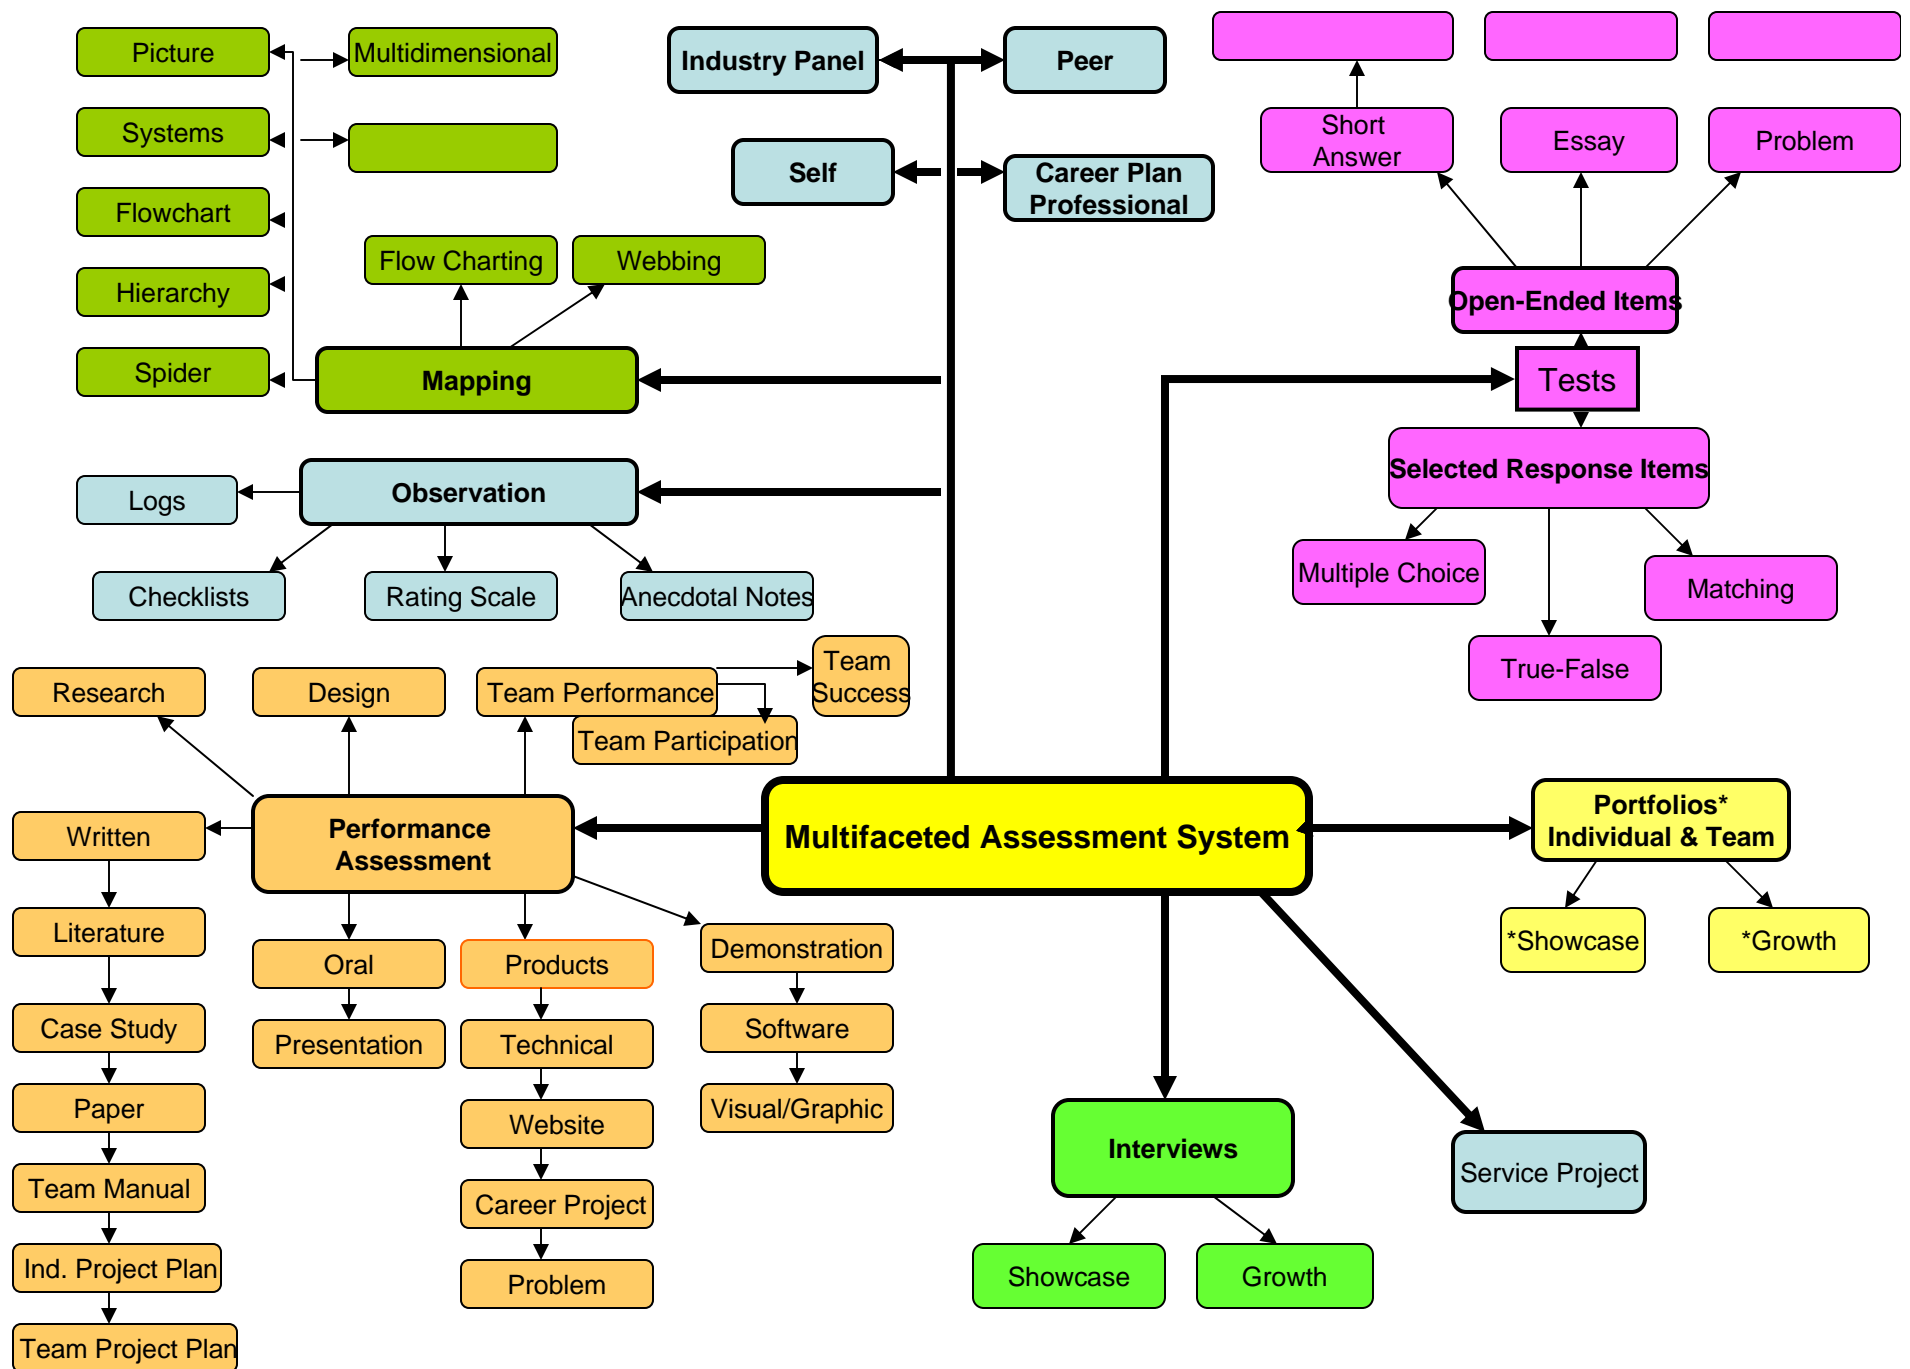 Picture
Multidimensional
Industry Panel
Peer
Systems
Short
Answer
Essay
Problem
Self
Career Plan
Professional
Flowchart
Flow Charting
Webbing
Hierarchy
Open-Ended Items
Spider
Mapping
Tests
Selected Response Items
Logs
Observation
Multiple Choice
Matching
Checklists
Rating Scale
Anecdotal Notes
True-False
Research
Design
Team Performance
Team
Success
Team Participation
Written
Performance
Assessment
Multifaceted Assessment System
Portfolios*
Individual & Team
Literature
Oral
Products
Demonstration
*Showcase
*Growth
Case Study
Presentation
Technical
Software
Paper
Website
Visual/Graphic
Interviews
Service Project
Team Manual
Career Project
Ind. Project Plan
Problem
Showcase
Growth
Team Project Plan